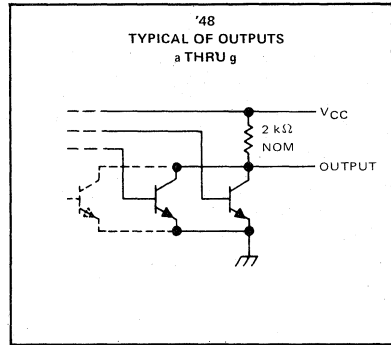 '48
TYPICAL OF OUTPUTS
a THRU g
VCC
2 kΩ
NOM
OUTPUT